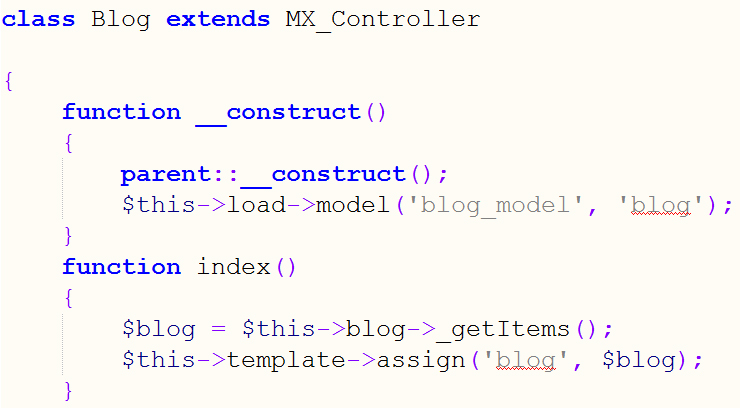 class Blog extends MX_Controller
{
function __construct()
{
parent::__construct();
$this->load->model('blog_model', 'blog');
}
function index()
{
$blog = $this->blog->_getItems();
$this->template->assign('blog', $blog);
}